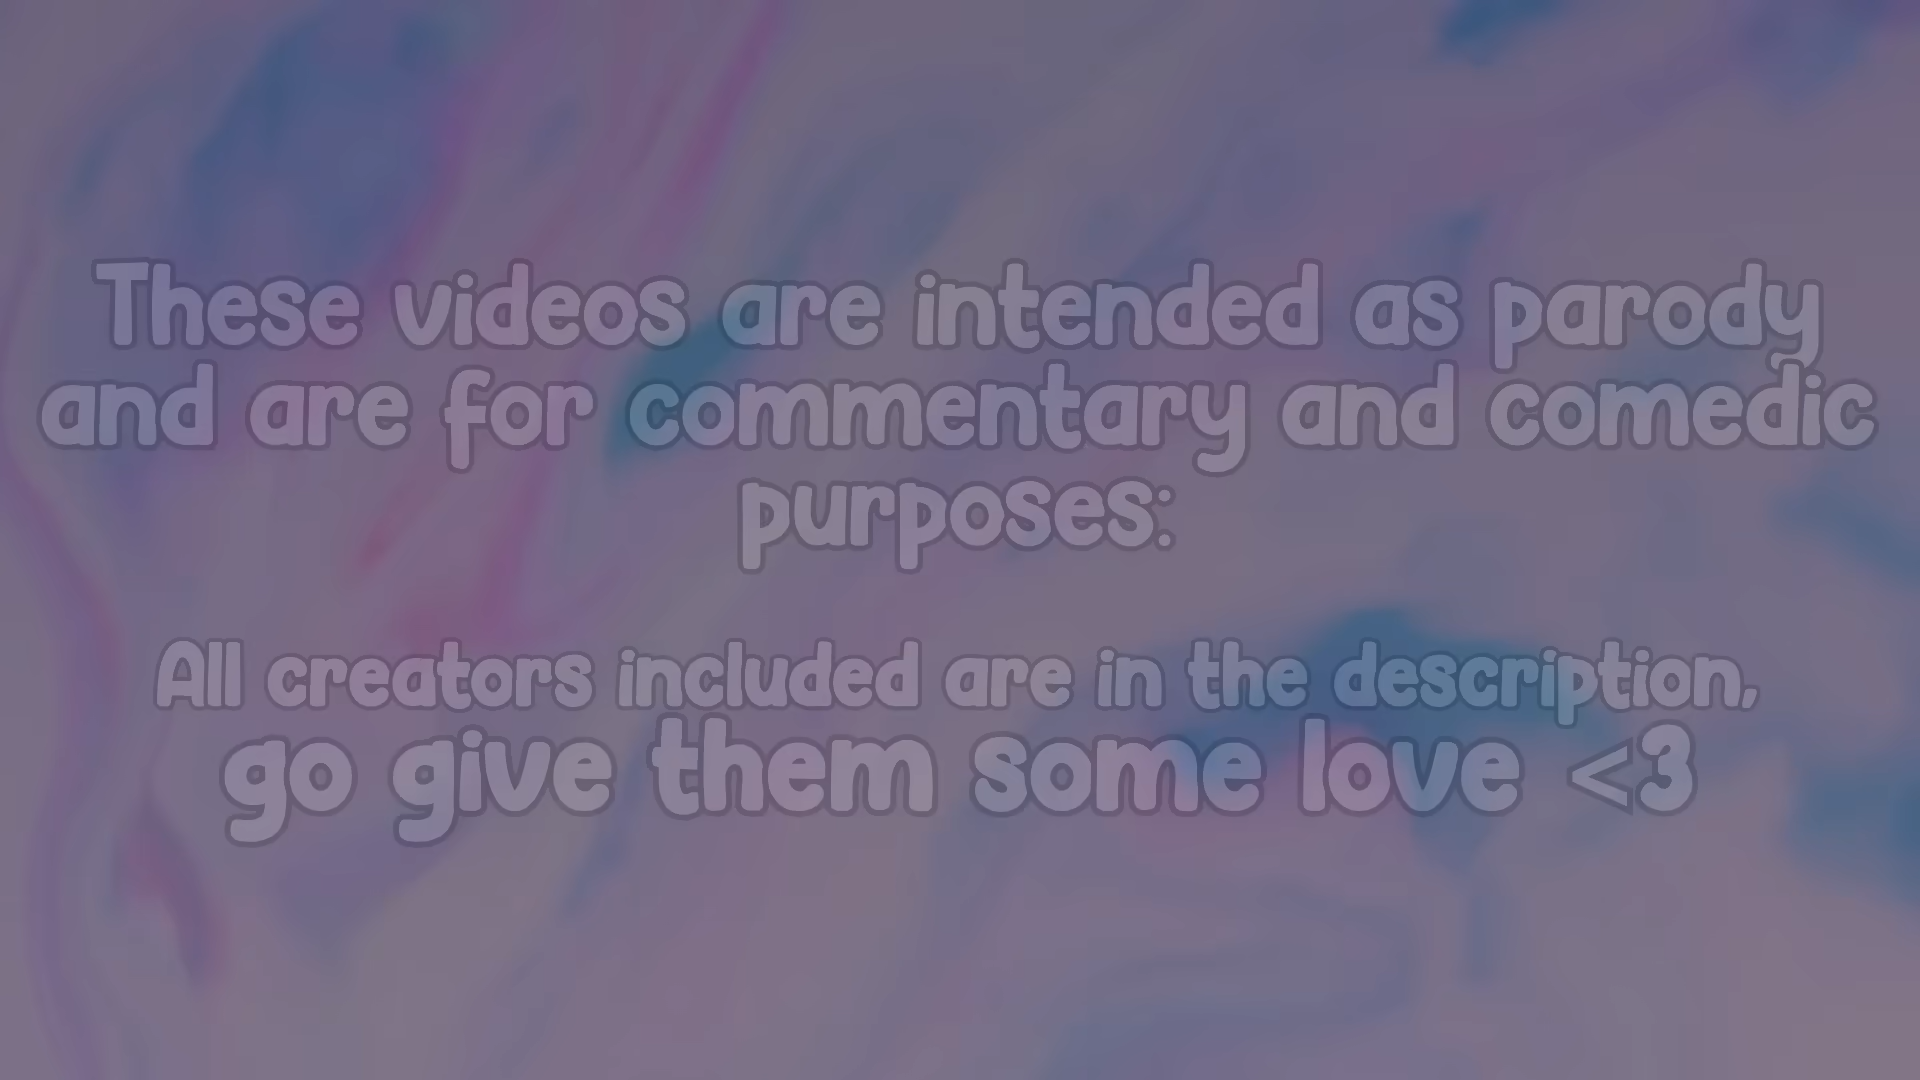 These videos are intended as parody
and are for commentary and comedic
purposes:
All creators included are in the description,
go give them some love <3